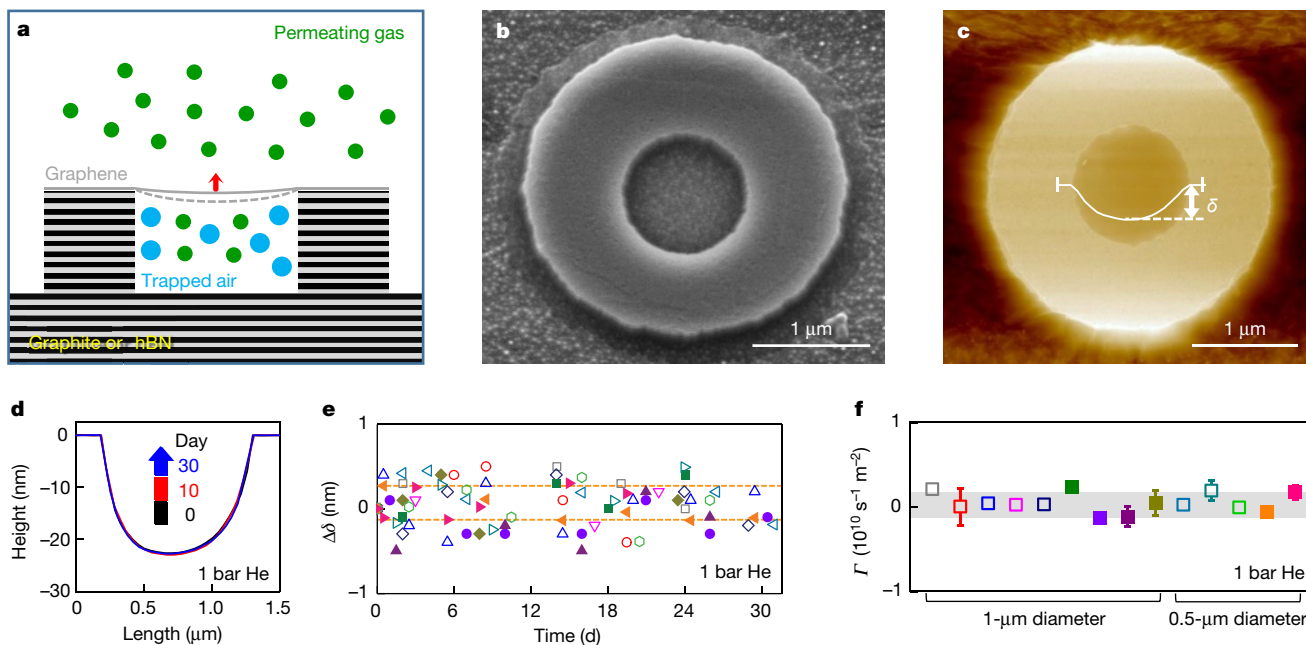 a
Permeating gas
Graphene
Trapped air
Graphite or hBN
b
1 μm
c
δ
1 μm
d
Height (nm)
0
−10
−20
−30
Day
30
10
0
1 bar He
0
0.5
1.0
1.5
Length (μm)
e
Δδ (nm)
1
0
−1
1 bar He
0
6
12
18
24
30
Time (d)
f
Γ (10¹⁰ s⁻¹ m⁻²)
1
0
−1
1 bar He
1-μm diameter
0.5-μm diameter